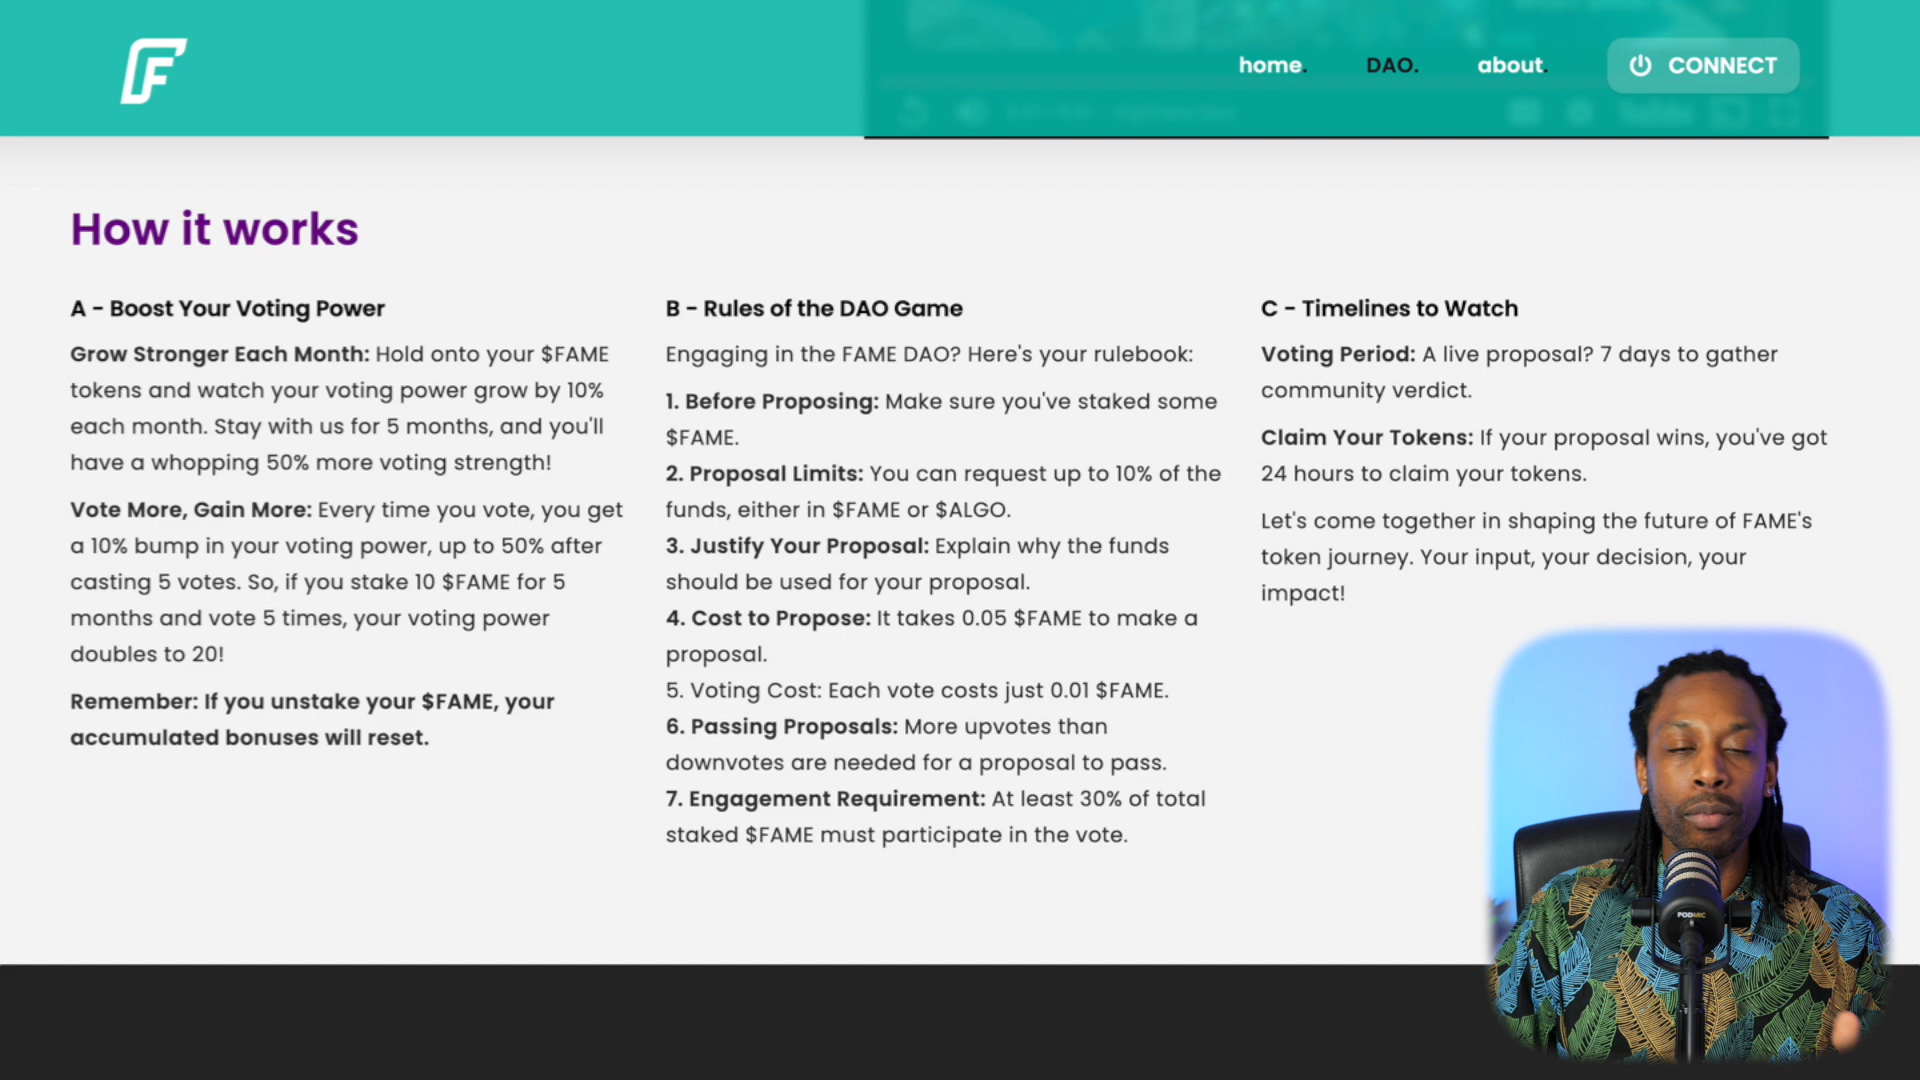 home. DAO. about. CONNECT
How it works
A - Boost Your Voting Power
Grow Stronger Each Month: Hold onto your $FAME
tokens and watch your voting power grow by 10%
each month. Stay with us for 5 months, and you'll
have a whopping 50% more voting strength!
Vote More, Gain More: Every time you vote, you get
a 10% bump in your voting power, up to 50% after
casting 5 votes. So, if you stake 10 $FAME for 5
months and vote 5 times, your voting power
doubles to 20!
Remember: If you unstake your $FAME, your
accumulated bonuses will reset.
B - Rules of the DAO Game
Engaging in the FAME DAO? Here's your rulebook:
1. Before Proposing: Make sure you've staked some
$FAME.
2. Proposal Limits: You can request up to 10% of the
funds, either in $FAME or $ALGO.
3. Justify Your Proposal: Explain why the funds
should be used for your proposal.
4. Cost to Propose: It takes 0.05 $FAME to make a
proposal.
5. Voting Cost: Each vote costs just 0.01 $FAME.
6. Passing Proposals: More upvotes than
downvotes are needed for a proposal to pass.
7. Engagement Requirement: At least 30% of total
staked $FAME must participate in the vote.
C - Timelines to Watch
Voting Period: A live proposal? 7 days to gather
community verdict.
Claim Your Tokens: If your proposal wins, you've got
24 hours to claim your tokens.
Let's come together in shaping the future of FAME's
token journey. Your input, your decision, your
impact!
PODMIC